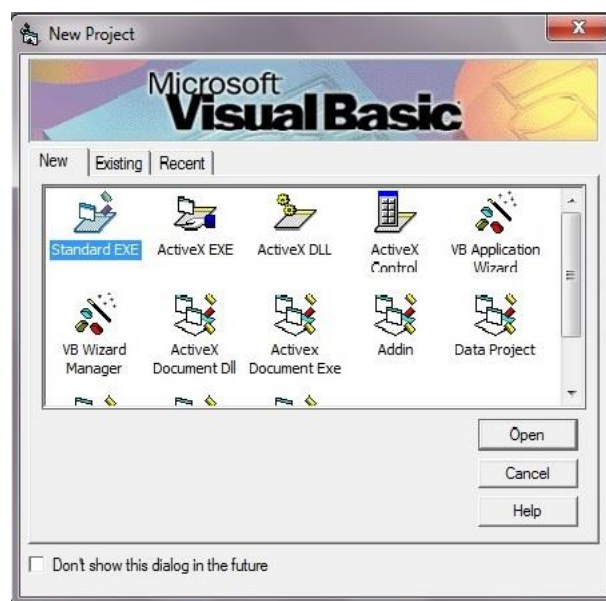 New Project
Microsoft
Visual Basic
New Existing Recent
Standard EXE ActiveX EXE ActiveX DLL ActiveX Control VB Application Wizard
VB Wizard Manager ActiveX Document Dll Activex Document Exe Addin Data Project
Open
Cancel
Help
Don't show this dialog in the future